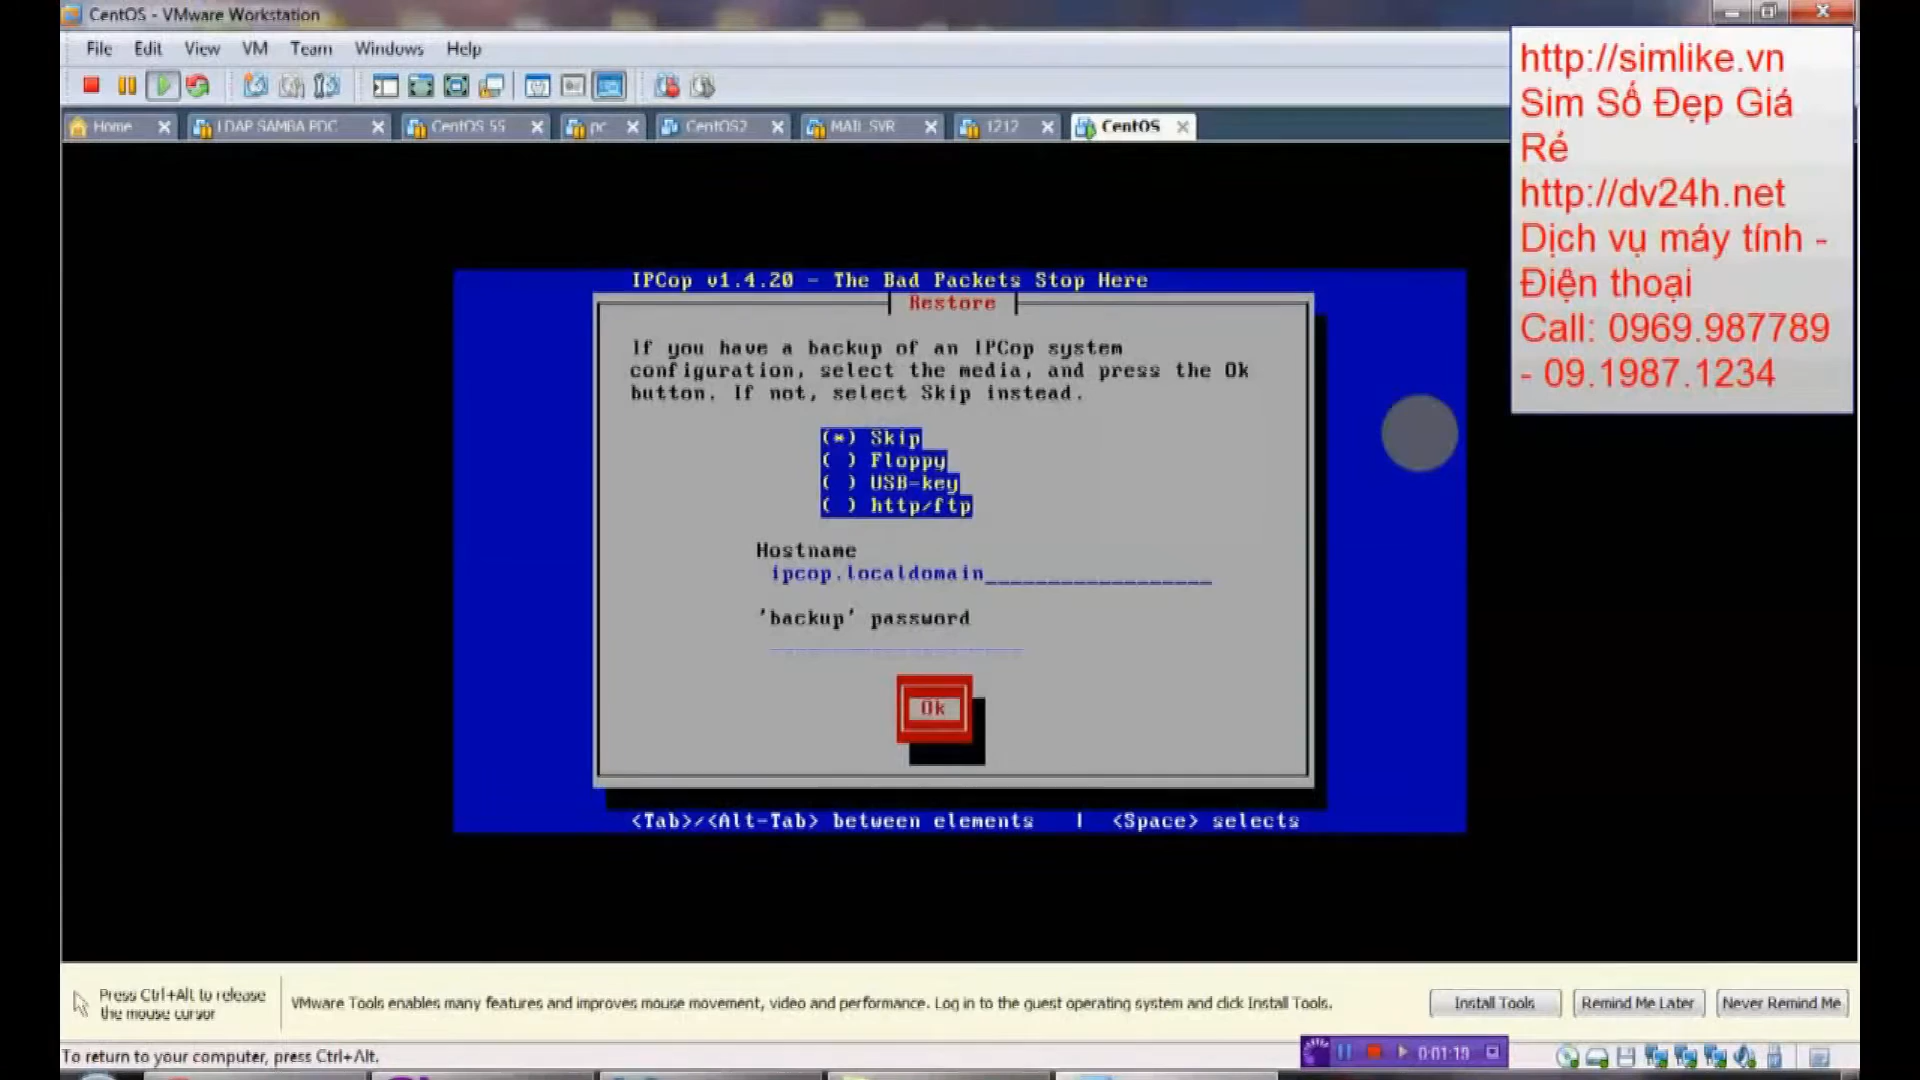 CentOS - VMware Workstation
File Edit View VM Team Windows Help
Home LDAP SAMBA PDC CentOS 55 pc CentOS2 MAIL SVR 1212 CentOS
http://simlike.vn
Sim Số Đẹp Giá
Ré
http://dv24h.net
Dịch vụ máy tính -
Điện thoại
Call: 0969.987789
- 09.1987.1234
IPCop v1.4.20 - The Bad Packets Stop Here
Restore
If you have a backup of an IPCop system
configuration, select the media, and press the Ok
button. If not, select Skip instead.
(*) Skip
( ) Floppy
( ) USB-key
( ) http/ftp
Hostname
ipcop.localdomain
'backup' password
Ok
<Tab>/<Alt-Tab> between elements | <Space> selects
Press Ctrl+Alt to release
the mouse cursor
VMware Tools enables many features and improves mouse movement, video and performance. Log in to the guest operating system and click Install Tools.
Install Tools Remind Me Later Never Remind Me
To return to your computer, press Ctrl+Alt.
0:01:19